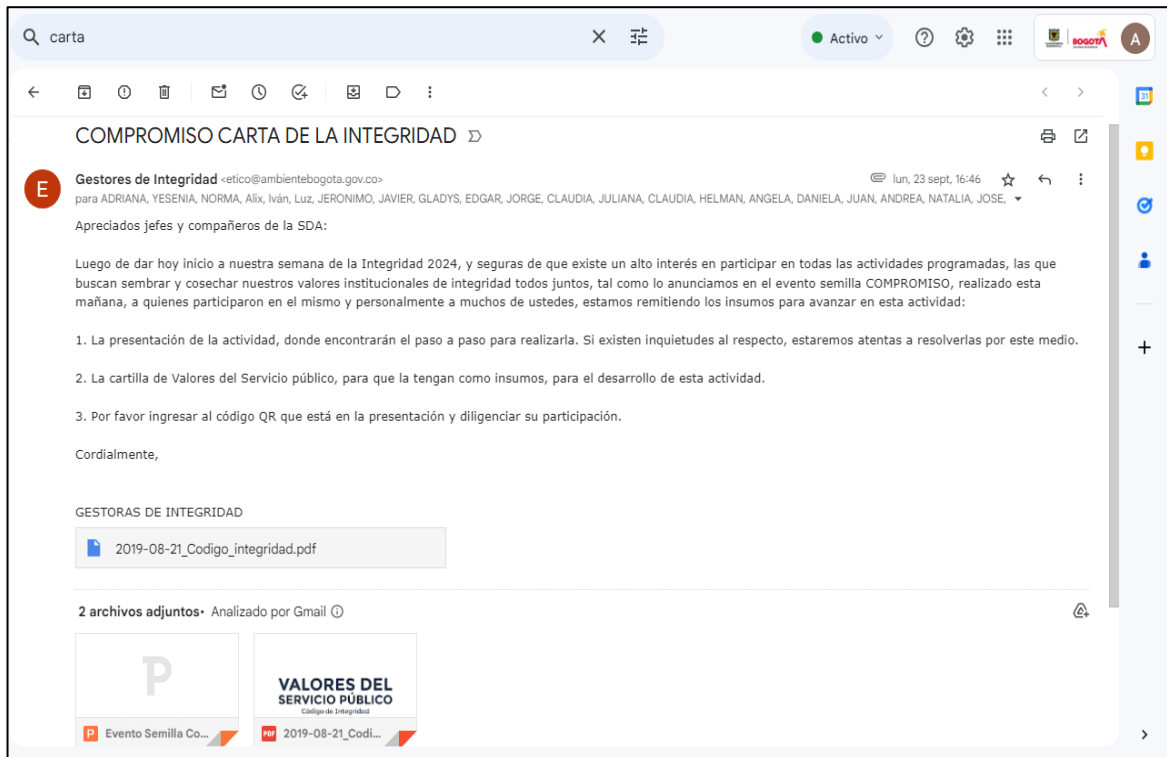 carta
Activo
BOGOTÁ
A
31
COMPROMISO CARTA DE LA INTEGRIDAD
E
Gestores de Integridad <etico@ambientebogota.gov.co>
lun, 23 sept, 16:46
para ADRIANA, YESENIA, NORMA, Alix, Iván, Luz, JERONIMO, JAVIER, GLADYS, EDGAR, JORGE, CLAUDIA, JULIANA, CLAUDIA, HELMAN, ANGELA, DANIELA, JUAN, ANDREA, NATALIA, JOSE,
Apreciados jefes y compañeros de la SDA:
Luego de dar hoy inicio a nuestra semana de la Integridad 2024, y seguras de que existe un alto interés en participar en todas las actividades programadas, las que
buscan sembrar y cosechar nuestros valores institucionales de integridad todos juntos, tal como lo anunciamos en el evento semilla COMPROMISO, realizado esta
mañana, a quienes participaron en el mismo y personalmente a muchos de ustedes, estamos remitiendo los insumos para avanzar en esta actividad:
1. La presentación de la actividad, donde encontrarán el paso a paso para realizarla. Si existen inquietudes al respecto, estaremos atentas a resolverlas por este medio.
2. La cartilla de Valores del Servicio público, para que la tengan como insumos, para el desarrollo de esta actividad.
3. Por favor ingresar al código QR que está en la presentación y diligenciar su participación.
Cordialmente,
GESTORAS DE INTEGRIDAD
2019-08-21_Codigo_integridad.pdf
2 archivos adjuntos • Analizado por Gmail
P
VALORES DEL
SERVICIO PÚBLICO
Código de Integridad
P Evento Semilla Co...
PDF 2019-08-21_Codi...